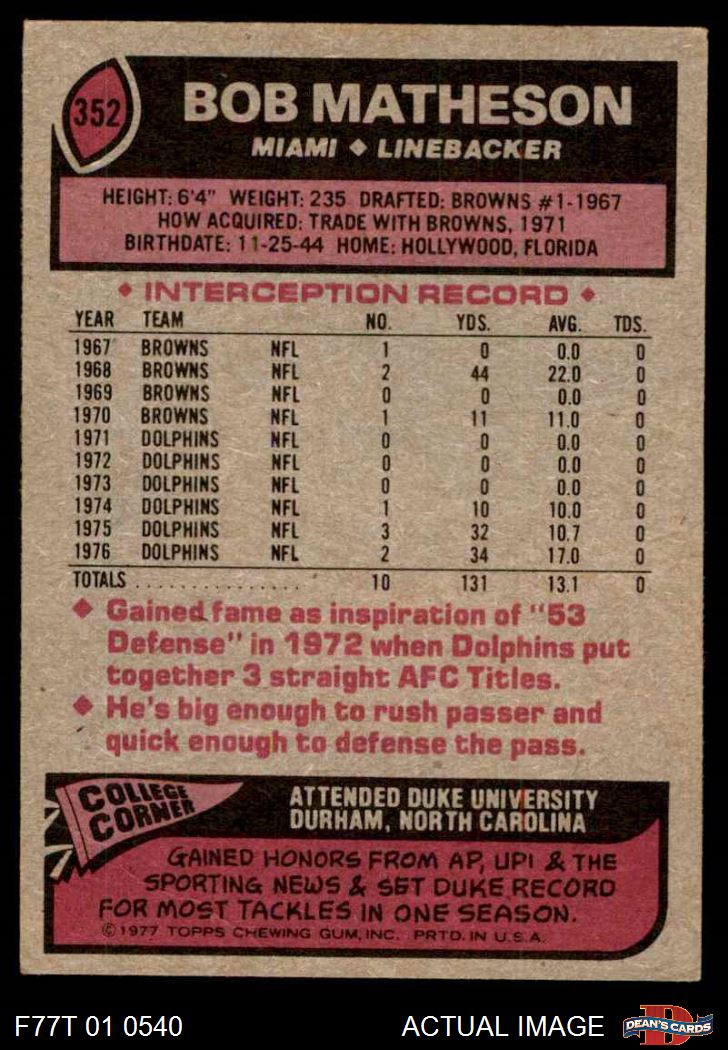 352
BOB MATHESON
MIAMI ◆ LINEBACKER
HEIGHT: 6'4" WEIGHT: 235 DRAFTED: BROWNS #1-1967
HOW ACQUIRED: TRADE WITH BROWNS, 1971
BIRTHDATE: 11-25-44 HOME: HOLLYWOOD, FLORIDA
◆ INTERCEPTION RECORD ◆
YEAR TEAM NO. YDS. AVG. TDS.
1967 BROWNS NFL 1 0 0.0 0
1968 BROWNS NFL 2 44 22.0 0
1969 BROWNS NFL 0 0 0.0 0
1970 BROWNS NFL 1 11 11.0 0
1971 DOLPHINS NFL 0 0 0.0 0
1972 DOLPHINS NFL 0 0 0.0 0
1973 DOLPHINS NFL 0 0 0.0 0
1974 DOLPHINS NFL 1 10 10.0 0
1975 DOLPHINS NFL 3 32 10.7 0
1976 DOLPHINS NFL 2 34 17.0 0
TOTALS . . . . . . . . . . . . . . . . 10 131 13.1 0
◆ Gained fame as inspiration of "53
Defense" in 1972 when Dolphins put
together 3 straight AFC Titles.
◆ He's big enough to rush passer and
quick enough to defense the pass.
COLLEGE
CORNER
ATTENDED DUKE UNIVERSITY
DURHAM, NORTH CAROLINA
GAINED HONORS FROM AP, UPI & THE
SPORTING NEWS & SET DUKE RECORD
FOR MOST TACKLES IN ONE SEASON.
© 1977 TOPPS CHEWING GUM, INC. PRTD. IN U.S.A.
F77T 01 0540
ACTUAL IMAGE
D
DEAN'S CARDS